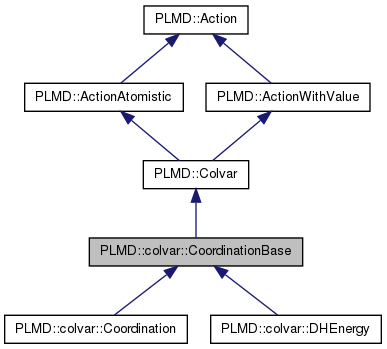 PLMD::Action
PLMD::ActionAtomistic
PLMD::ActionWithValue
PLMD::Colvar
PLMD::colvar::CoordinationBase
PLMD::colvar::Coordination
PLMD::colvar::DHEnergy